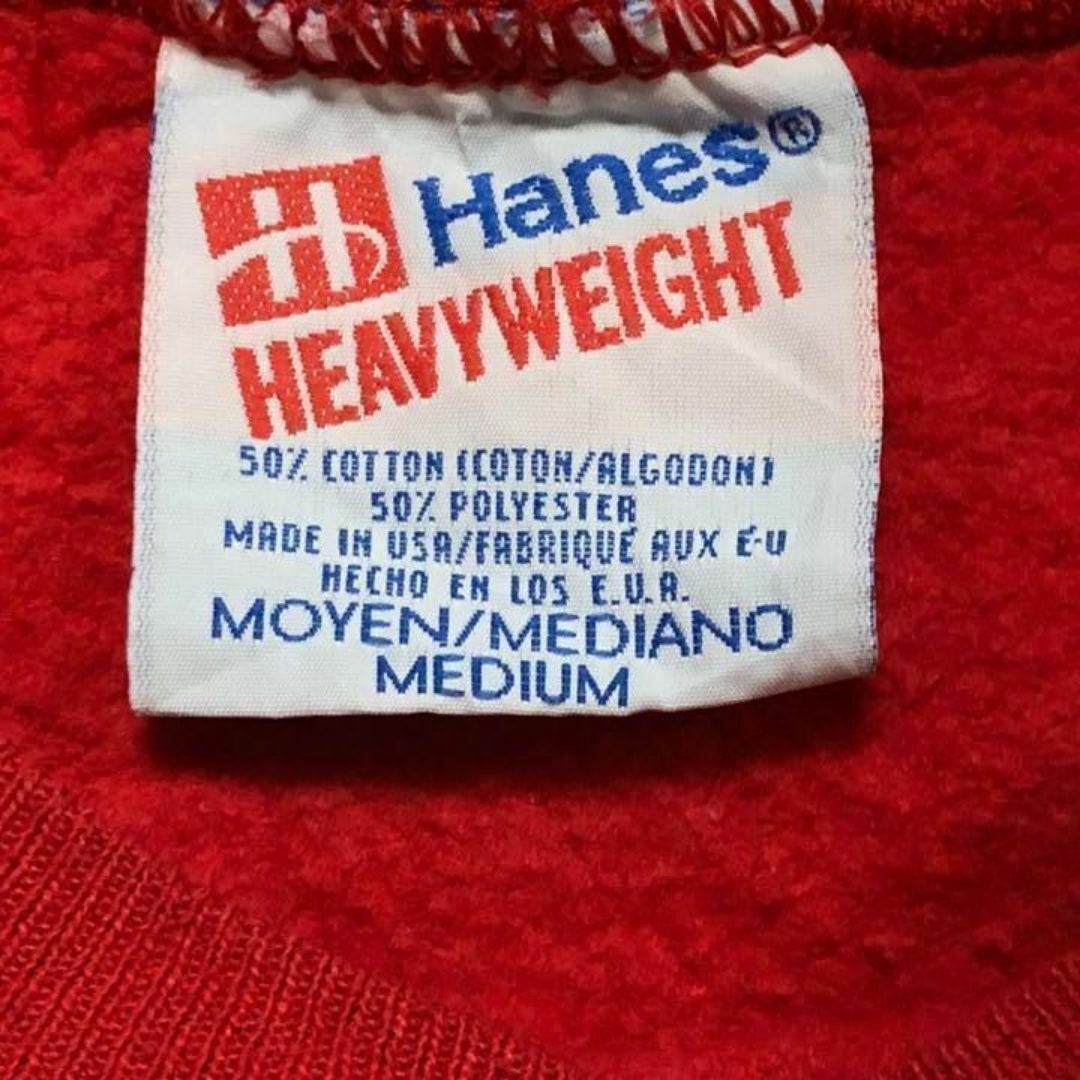 Hanes®
HEAVYWEIGHT
50% COTTON (COTON/ALGODON)
50% POLYESTER
MADE IN USA/FABRIQUÉ AUX É-U
HECHO EN LOS E.U.A.
MOYEN/MEDIANO
MEDIUM